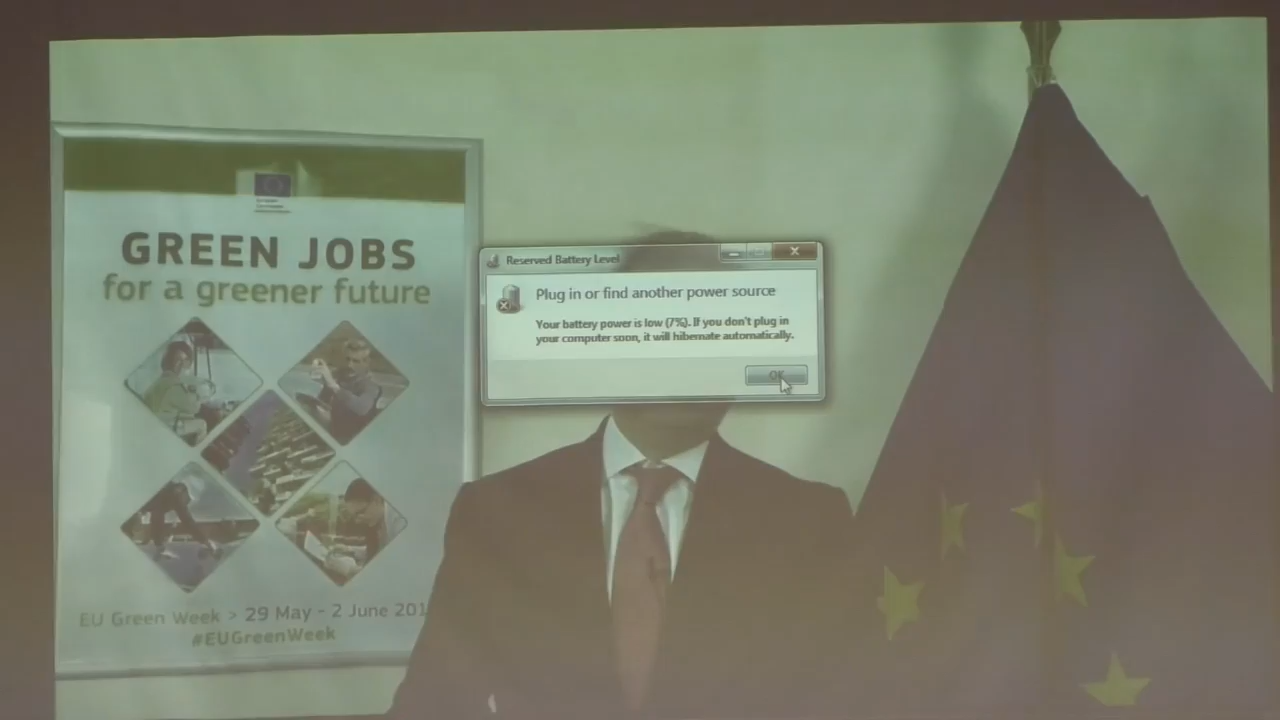 GREEN JOBS
for a greener future
EU Green Week > 29 May - 2 June 201
#EUGreenWeek
Reserved Battery Level
Plug in or find another power source
Your battery power is low (7%). If you don't plug in
your computer soon, it will hibernate automatically.
OK